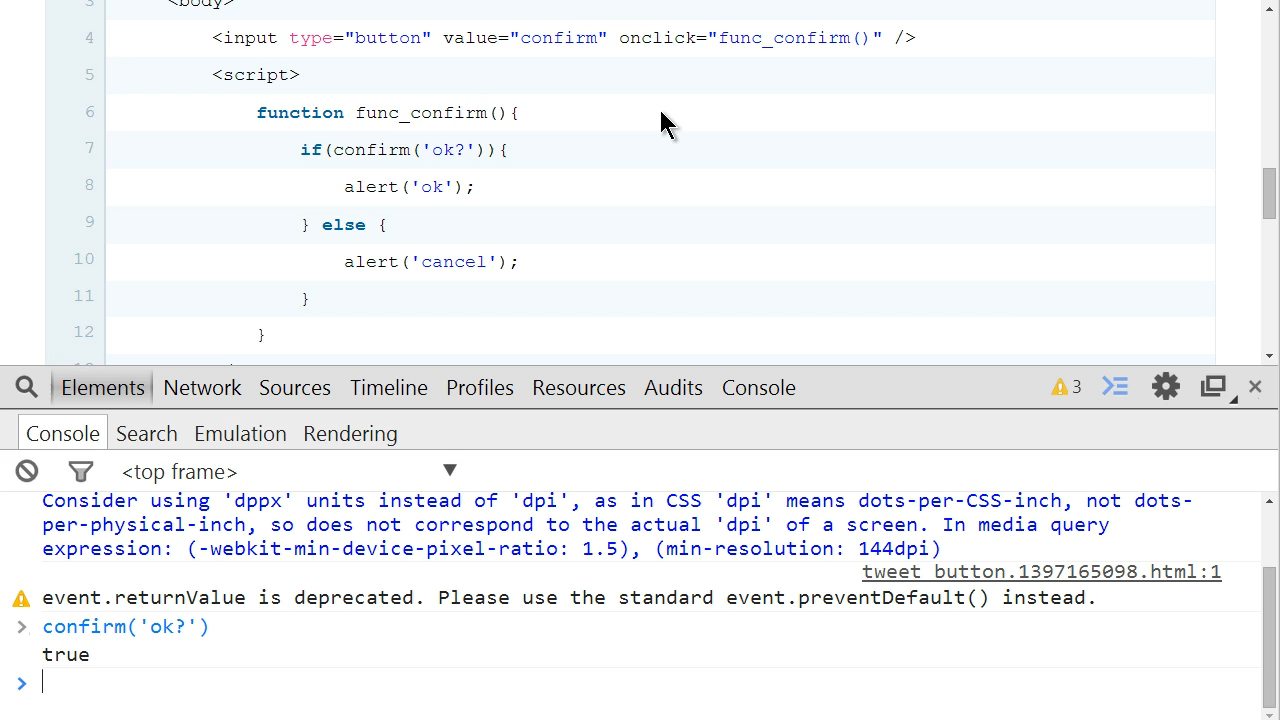 3 <body>
4 <input type="button" value="confirm" onclick="func_confirm()" />
5 <script>
6 function func_confirm(){
7 if(confirm('ok?')){
8 alert('ok');
9 } else {
10 alert('cancel');
11 }
12 }
Elements Network Sources Timeline Profiles Resources Audits Console 3
Console Search Emulation Rendering
<top frame>
Consider using 'dppx' units instead of 'dpi', as in CSS 'dpi' means dots-per-CSS-inch, not dots-
per-physical-inch, so does not correspond to the actual 'dpi' of a screen. In media query
expression: (-webkit-min-device-pixel-ratio: 1.5), (min-resolution: 144dpi)
tweet_button.1397165098.html:1
event.returnValue is deprecated. Please use the standard event.preventDefault() instead.
> confirm('ok?')
true
>